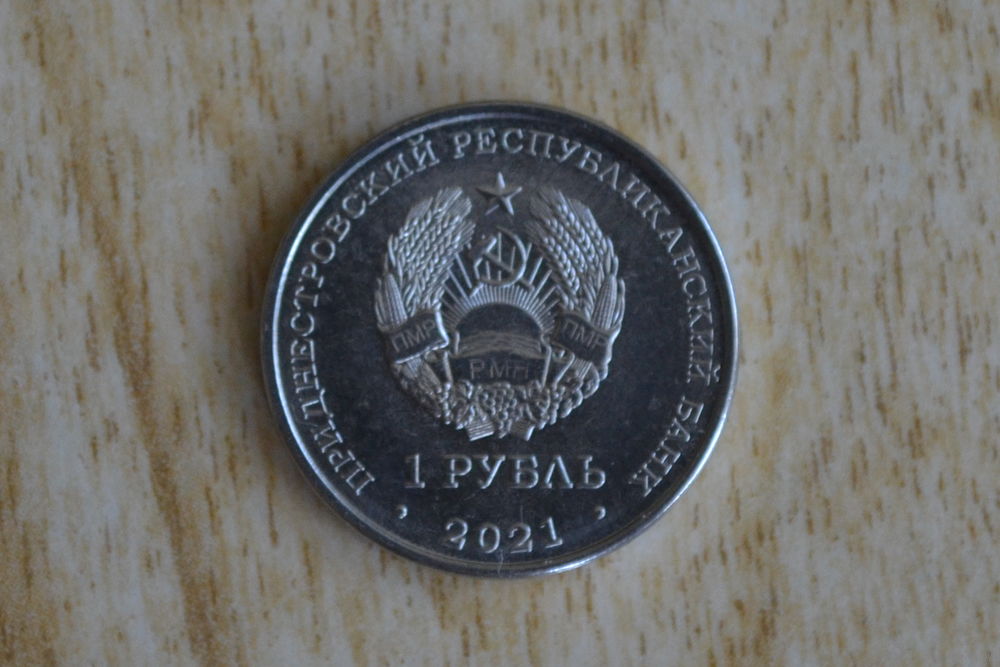 ПРИДНЕСТРОВСКИЙ РЕСПУБЛИКАНСКИЙ БАНК
ПМР
ПМР
РМН
1 РУБЛЬ
2021